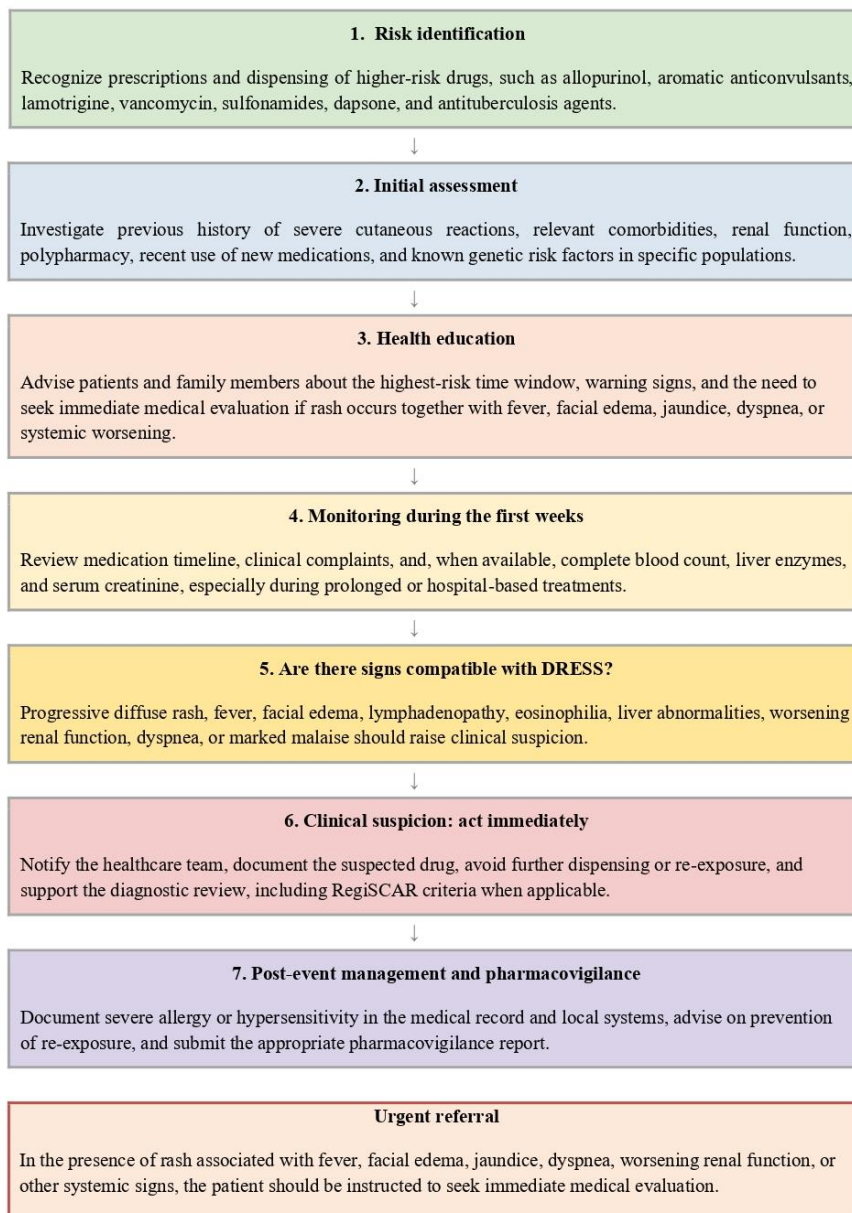 1. Risk identification
Recognize prescriptions and dispensing of higher-risk drugs, such as allopurinol, aromatic anticonvulsants,
lamotrigine, vancomycin, sulfonamides, dapsone, and antituberculosis agents.
↓
2. Initial assessment
Investigate previous history of severe cutaneous reactions, relevant comorbidities, renal function,
polypharmacy, recent use of new medications, and known genetic risk factors in specific populations.
↓
3. Health education
Advise patients and family members about the highest-risk time window, warning signs, and the need to
seek immediate medical evaluation if rash occurs together with fever, facial edema, jaundice, dyspnea, or
systemic worsening.
↓
4. Monitoring during the first weeks
Review medication timeline, clinical complaints, and, when available, complete blood count, liver enzymes,
and serum creatinine, especially during prolonged or hospital-based treatments.
↓
5. Are there signs compatible with DRESS?
Progressive diffuse rash, fever, facial edema, lymphadenopathy, eosinophilia, liver abnormalities, worsening
renal function, dyspnea, or marked malaise should raise clinical suspicion.
↓
6. Clinical suspicion: act immediately
Notify the healthcare team, document the suspected drug, avoid further dispensing or re-exposure, and
support the diagnostic review, including RegiSCAR criteria when applicable.
↓
7. Post-event management and pharmacovigilance
Document severe allergy or hypersensitivity in the medical record and local systems, advise on prevention
of re-exposure, and submit the appropriate pharmacovigilance report.
Urgent referral
In the presence of rash associated with fever, facial edema, jaundice, dyspnea, worsening renal function, or
other systemic signs, the patient should be instructed to seek immediate medical evaluation.